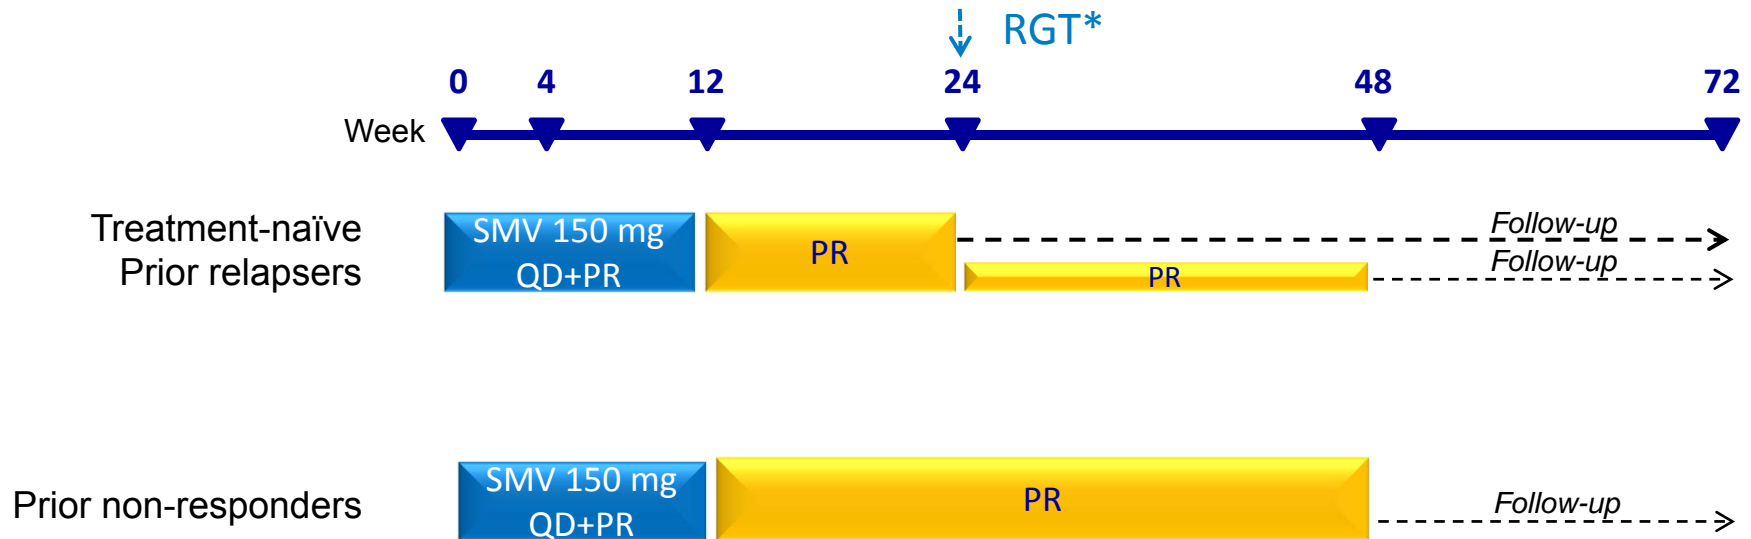 RGT*
0 4 12 24 48 72
Week
Treatment-naïve
Prior relapsers
SMV 150 mg
QD+PR
PR
Follow-up
PR
Follow-up
Prior non-responders
SMV 150 mg
QD+PR
PR
Follow-up